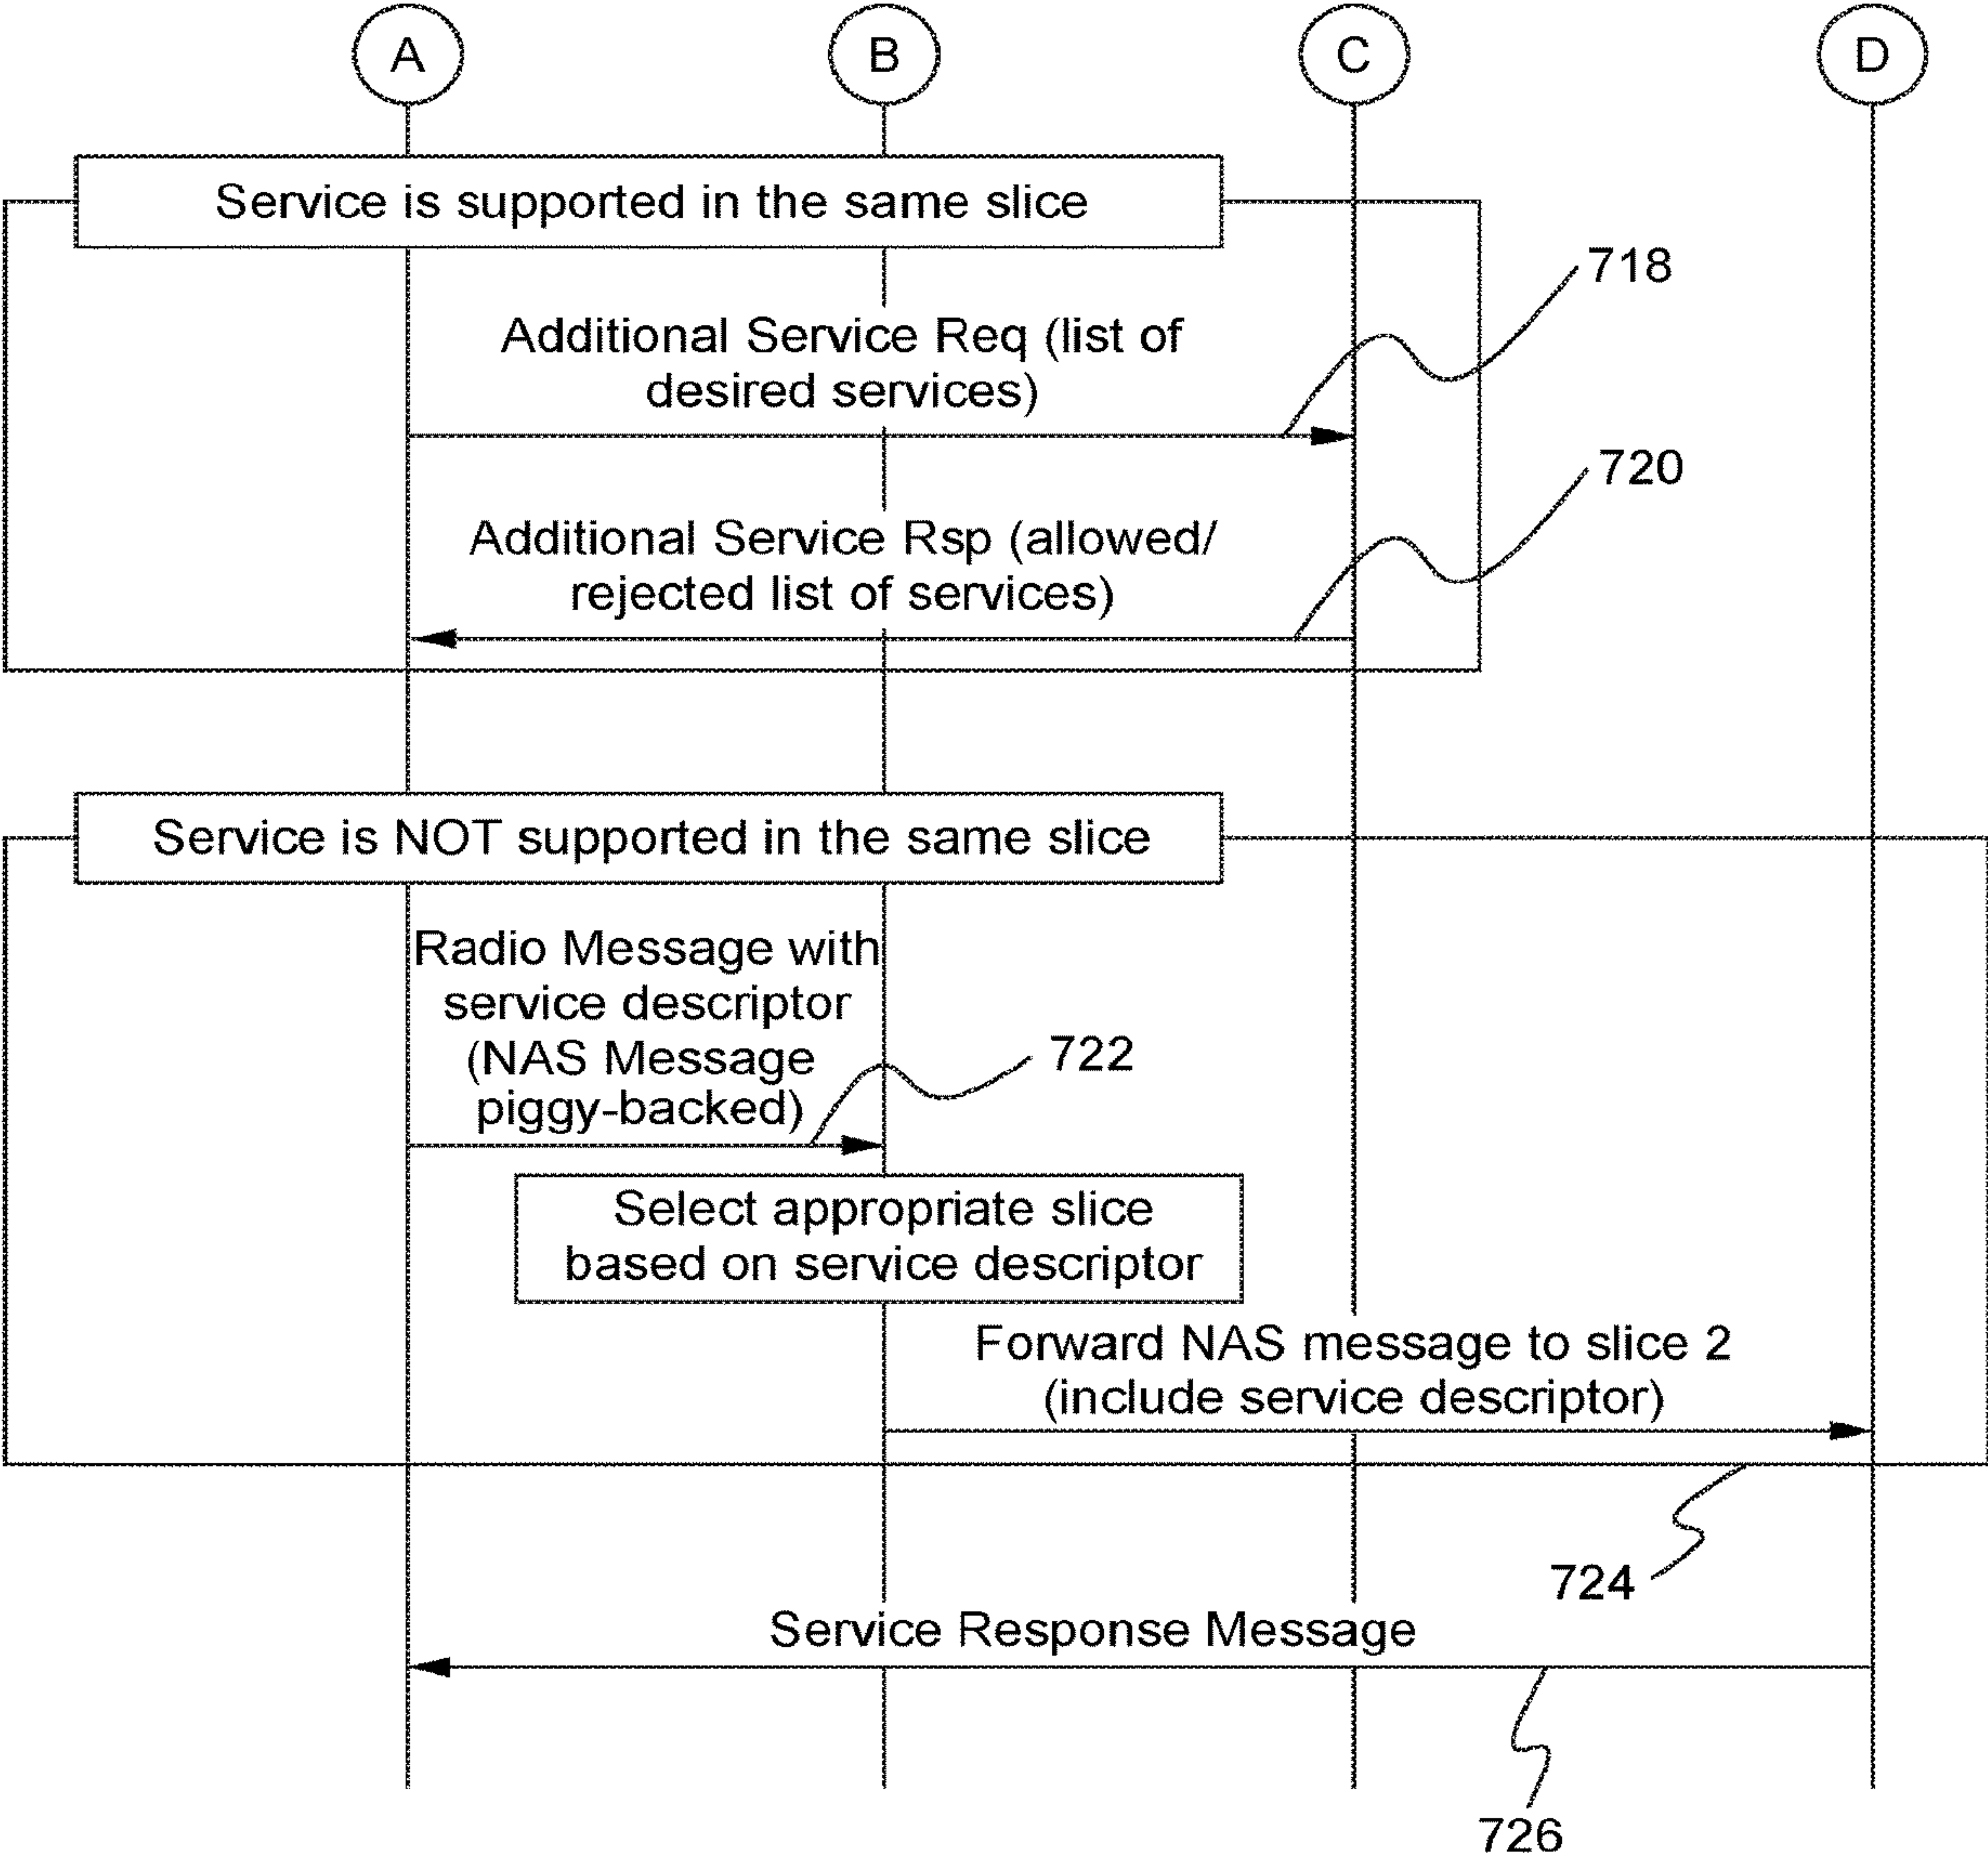 A B C D
Service is supported in the same slice
718
Additional Service Req (list of
desired services)
720
Additional Service Rsp (allowed/
rejected list of services)
Service is NOT supported in the same slice
Radio Message with
service descriptor
(NAS Message
piggy-backed)
722
Select appropriate slice
based on service descriptor
Forward NAS message to slice 2
(include service descriptor)
724
Service Response Message
726